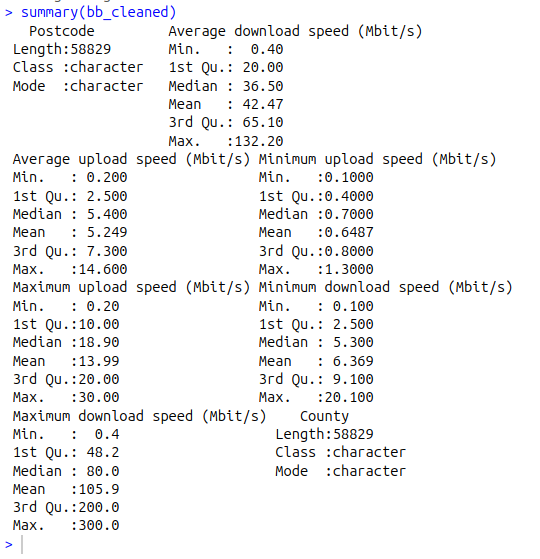 > summary(bb_cleaned)
   Postcode         Average download speed (Mbit/s)
 Length:58829       Min.   :  0.40
 Class :character   1st Qu.: 20.00
 Mode  :character   Median : 36.50
                    Mean   : 42.47
                    3rd Qu.: 65.10
                    Max.   :132.20
 Average upload speed (Mbit/s) Minimum upload speed (Mbit/s)
 Min.   : 0.200                Min.   :0.1000
 1st Qu.: 2.500                1st Qu.:0.4000
 Median : 5.400                Median :0.7000
 Mean   : 5.249                Mean   :0.6487
 3rd Qu.: 7.300                3rd Qu.:0.8000
 Max.   :14.600                Max.   :1.3000
 Maximum upload speed (Mbit/s) Minimum download speed (Mbit/s)
 Min.   : 0.20                 Min.   : 0.100
 1st Qu.:10.00                 1st Qu.: 2.500
 Median :18.90                 Median : 5.300
 Mean   :13.99                 Mean   : 6.369
 3rd Qu.:20.00                 3rd Qu.: 9.100
 Max.   :30.00                 Max.   :20.100
 Maximum download speed (Mbit/s)    County
 Min.   :  0.4                   Length:58829
 1st Qu.: 48.2                   Class :character
 Median : 80.0                   Mode  :character
 Mean   :105.9
 3rd Qu.:200.0
 Max.   :300.0
>